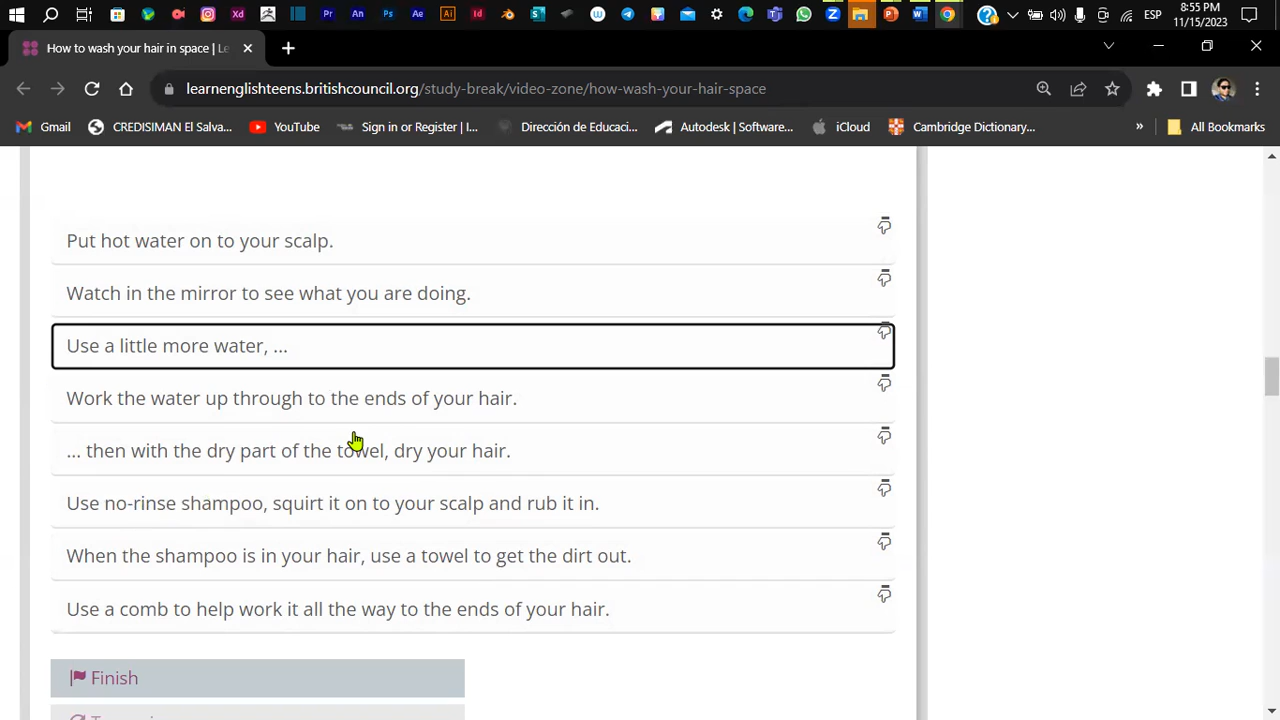 8:55 PM
ESP
11/15/2023
How to wash your hair in space | Le
learnenglishteens.britishcouncil.org/study-break/video-zone/how-wash-your-hair-space
Gmail
CREDISIMAN El Salva...
YouTube
Sign in or Register | I...
Dirección de Educaci...
Autodesk | Software...
iCloud
Cambridge Dictionary...
»
All Bookmarks
Put hot water on to your scalp.
Watch in the mirror to see what you are doing.
Use a little more water, ...
Work the water up through to the ends of your hair.
... then with the dry part of the towel, dry your hair.
Use no-rinse shampoo, squirt it on to your scalp and rub it in.
When the shampoo is in your hair, use a towel to get the dirt out.
Use a comb to help work it all the way to the ends of your hair.
Finish